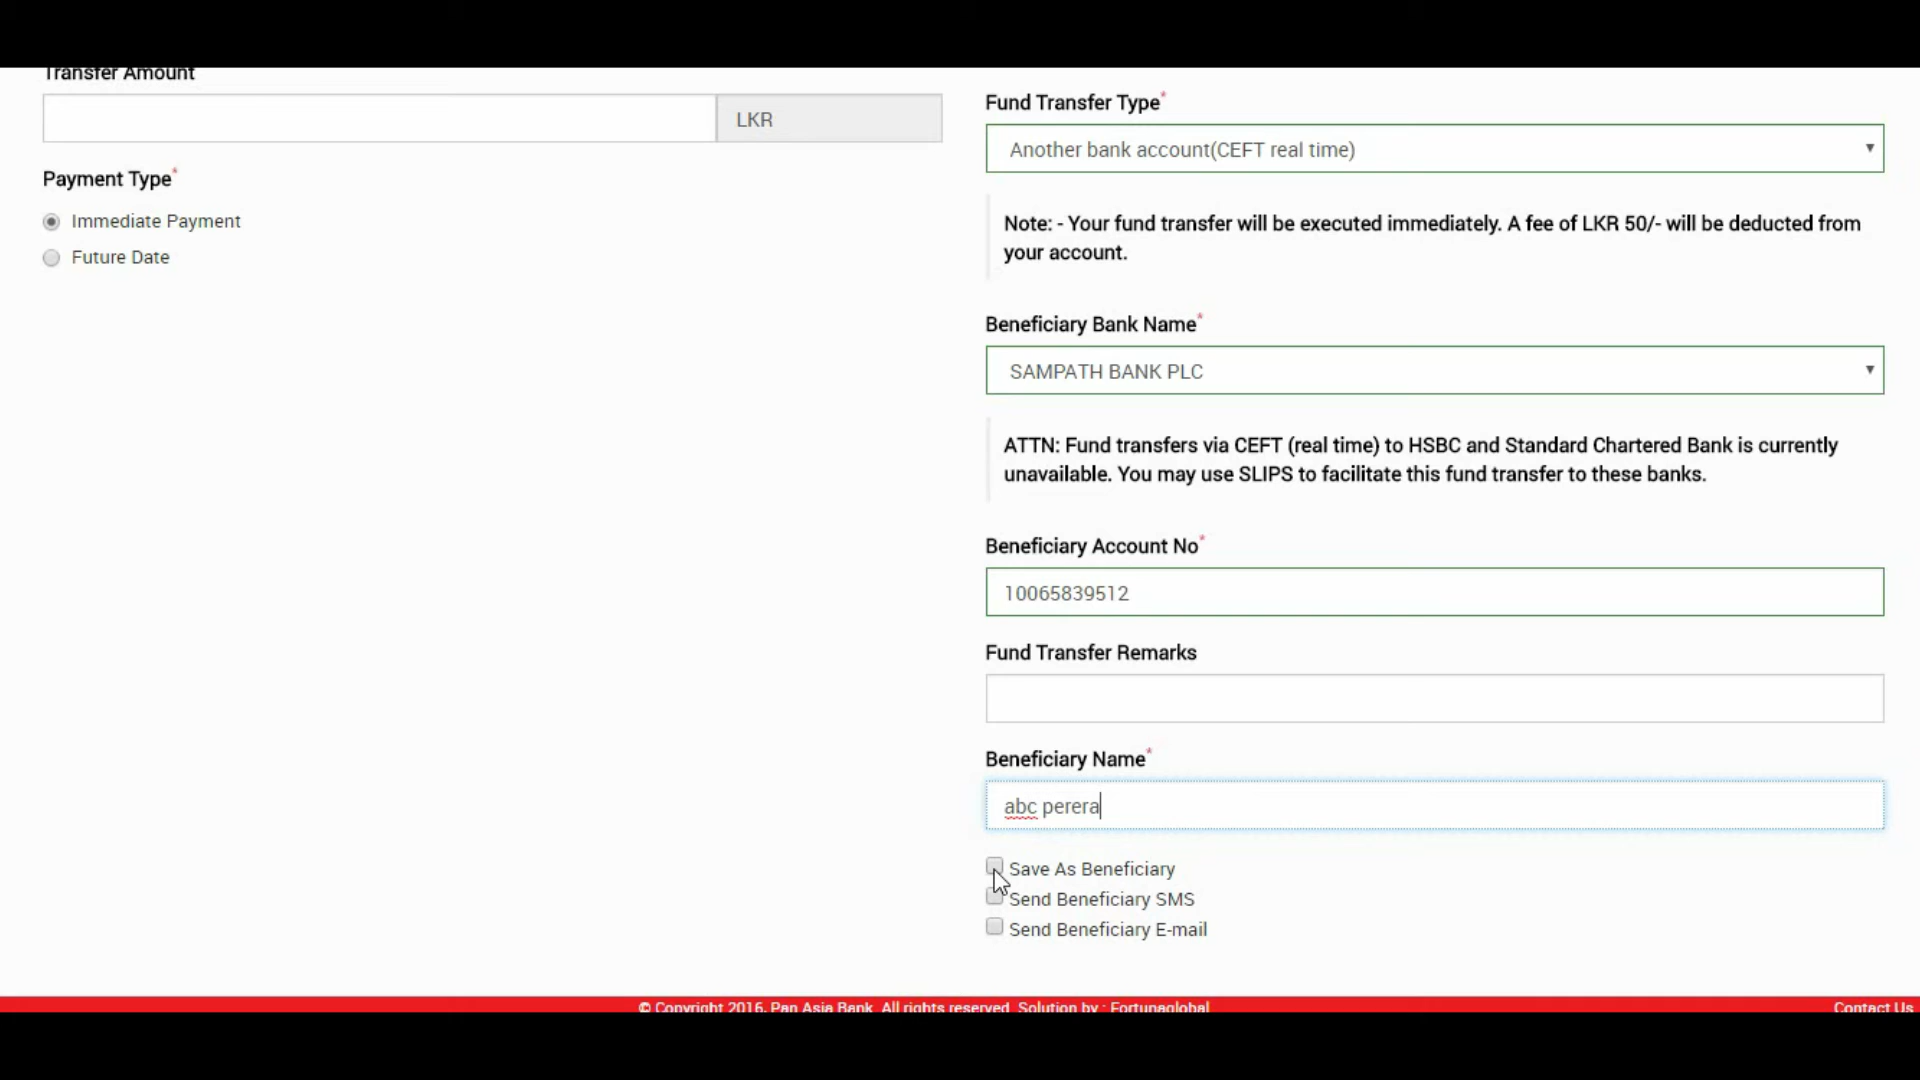 Transfer Amount
LKR
Payment Type*
Immediate Payment
Future Date
Fund Transfer Type*
Another bank account(CEFT real time)
Note: - Your fund transfer will be executed immediately. A fee of LKR 50/- will be deducted from
your account.
Beneficiary Bank Name*
SAMPATH BANK PLC
ATTN: Fund transfers via CEFT (real time) to HSBC and Standard Chartered Bank is currently
unavailable. You may use SLIPS to facilitate this fund transfer to these banks.
Beneficiary Account No*
10065839512
Fund Transfer Remarks
Beneficiary Name*
abc perera
Save As Beneficiary
Send Beneficiary SMS
Send Beneficiary E-mail
© Copyright 2016, Pan Asia Bank. All rights reserved. Solution by : Fortunaglobal
Contact Us